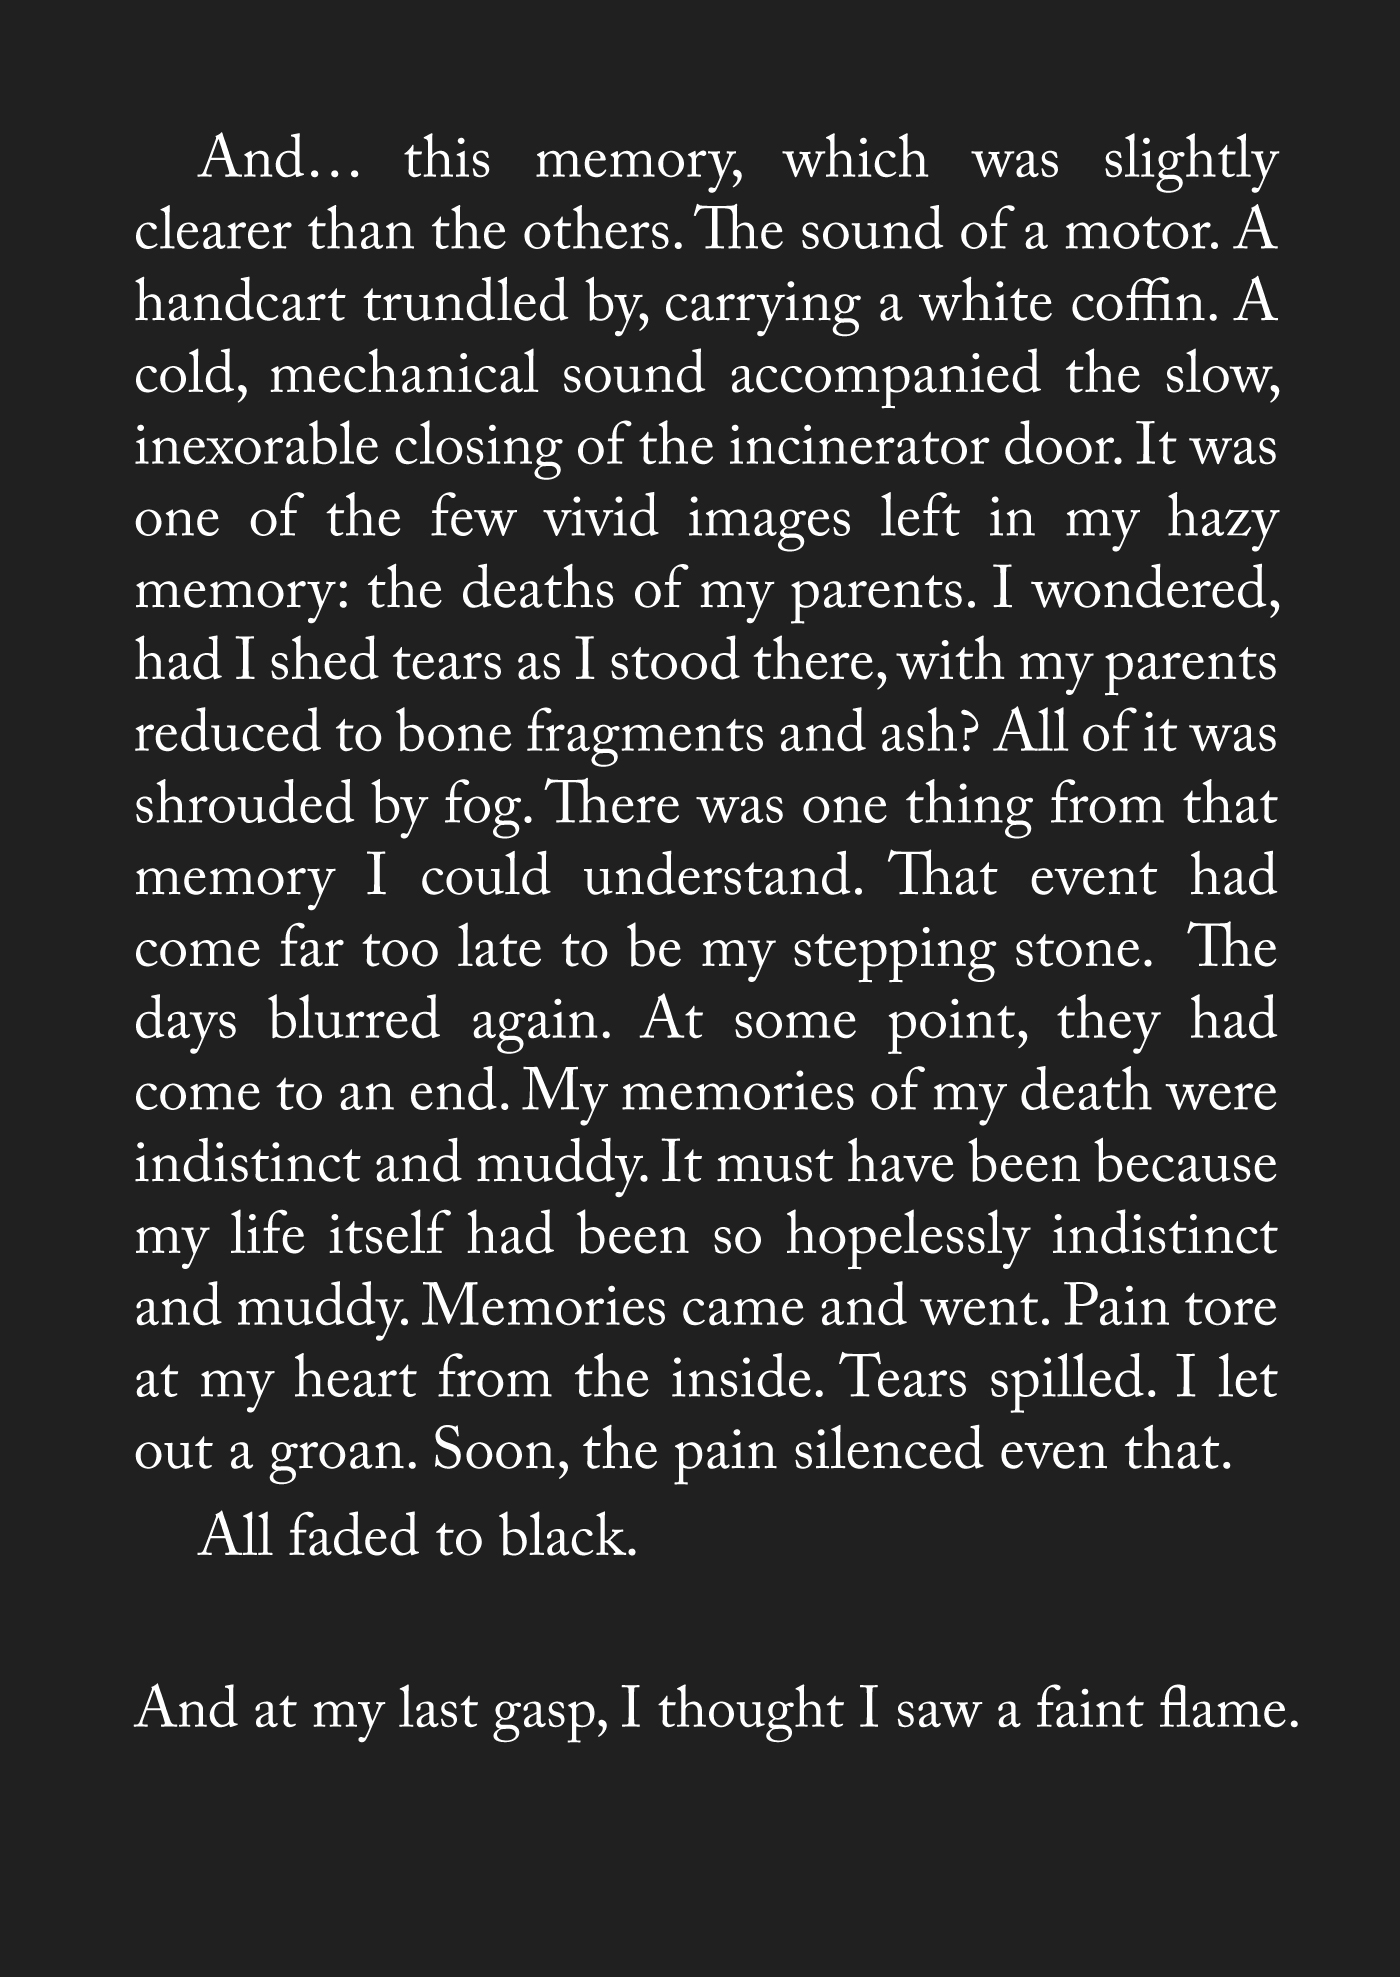 And… this memory, which was slightly
clearer than the others. The sound of a motor. A
handcart trundled by, carrying a white coffin. A
cold, mechanical sound accompanied the slow,
inexorable closing of the incinerator door. It was
one of the few vivid images left in my hazy
memory: the deaths of my parents. I wondered,
had I shed tears as I stood there, with my parents
reduced to bone fragments and ash? All of it was
shrouded by fog. There was one thing from that
memory I could understand. That event had
come far too late to be my stepping stone. The
days blurred again. At some point, they had
come to an end. My memories of my death were
indistinct and muddy. It must have been because
my life itself had been so hopelessly indistinct
and muddy. Memories came and went. Pain tore
at my heart from the inside. Tears spilled. I let
out a groan. Soon, the pain silenced even that.
All faded to black.
And at my last gasp, I thought I saw a faint flame.